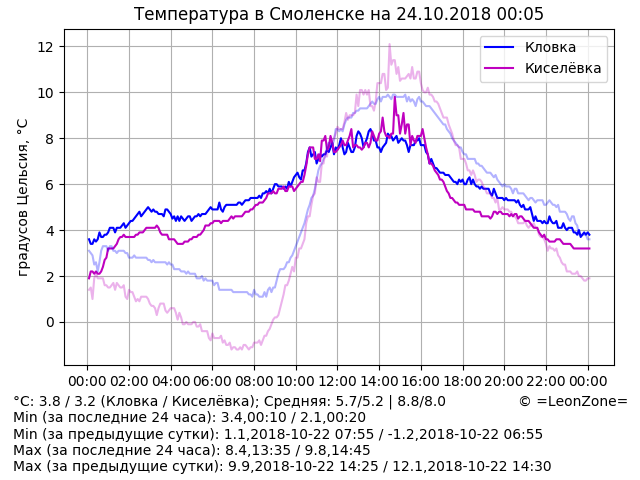 Температура в Смоленске на 24.10.2018 00:05
Кловка
Киселёвка
градусов Цельсия, °C
12
10
8
6
4
2
0
00:00 02:00 04:00 06:00 08:00 10:00 12:00 14:00 16:00 18:00 20:00 22:00 00:00
°C: 3.8 / 3.2 (Кловка / Киселёвка); Средняя: 5.7/5.2 | 8.8/8.0 © =LeonZone=
Min (за последние 24 часа): 3.4,00:10 / 2.1,00:20
Min (за предыдущие сутки): 1.1,2018-10-22 07:55 / -1.2,2018-10-22 06:55
Max (за последние 24 часа): 8.4,13:35 / 9.8,14:45
Max (за предыдущие сутки): 9.9,2018-10-22 14:25 / 12.1,2018-10-22 14:30